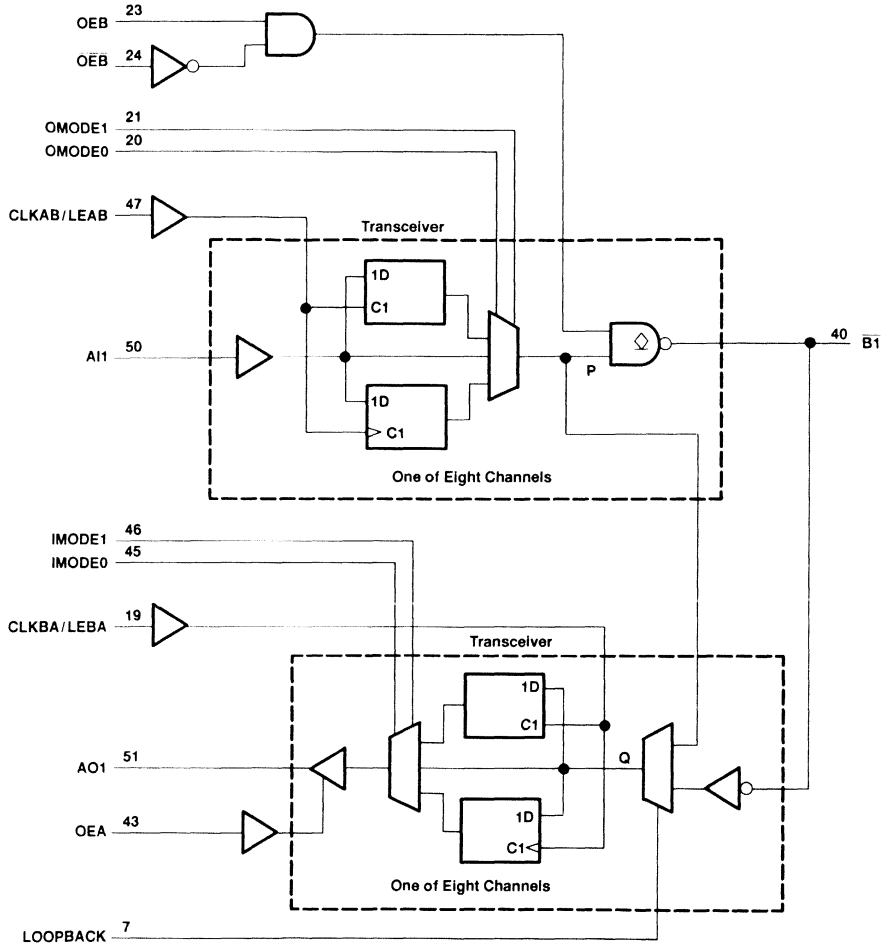 OEB 23
O̅E̅B̅ 24
OMODE1 21
OMODE0 20
CLKAB/LEAB 47
Transceiver
1D
C1
AI1 50
40 B̅1̅
P
1D
C1
One of Eight Channels
IMODE1 46
IMODE0 45
CLKBA/LEBA 19
Transceiver
1D
C1
Q
AO1 51
1D
C1
OEA 43
One of Eight Channels
LOOPBACK 7